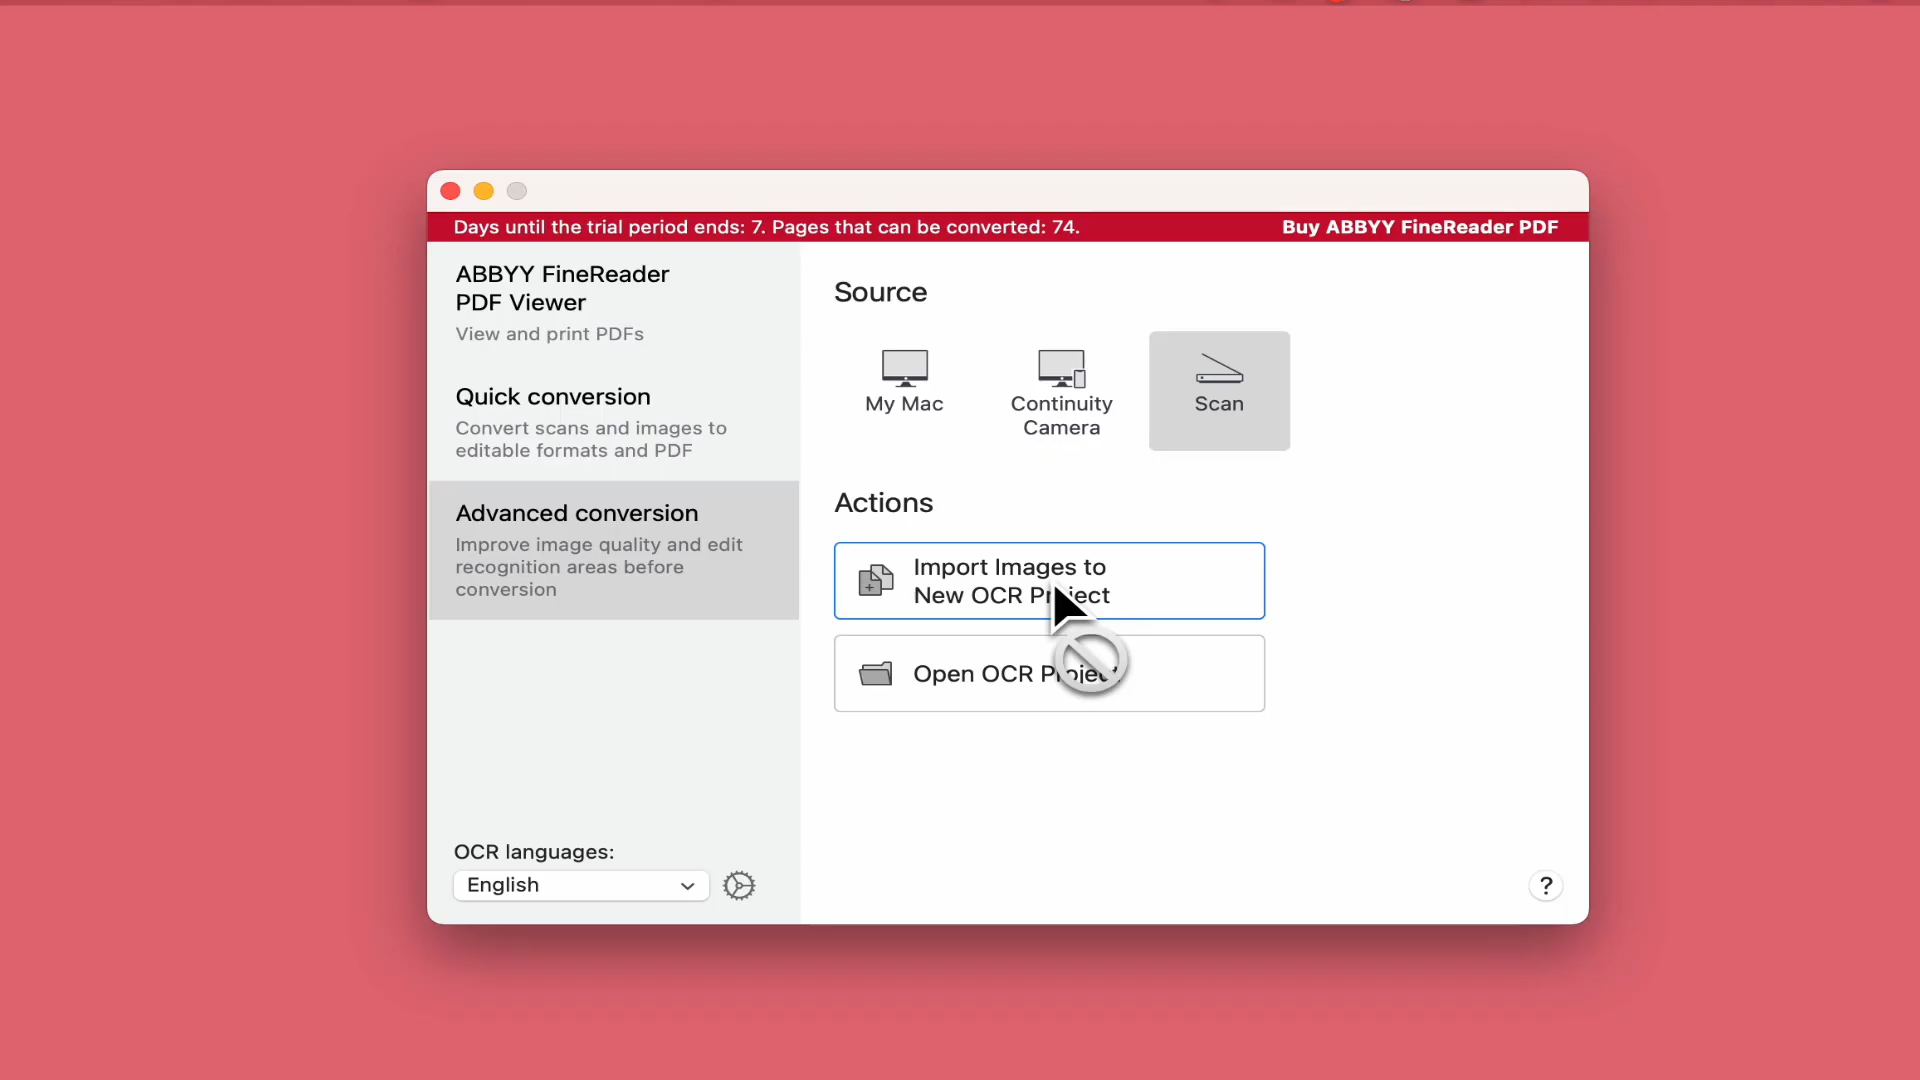 Days until the trial period ends: 7. Pages that can be converted: 74.
Buy ABBYY FineReader PDF
ABBYY FineReader
PDF Viewer
View and print PDFs
Quick conversion
Convert scans and images to
editable formats and PDF
Advanced conversion
Improve image quality and edit
recognition areas before
conversion
OCR languages:
English
Source
My Mac
Continuity
Camera
Scan
Actions
Import Images to
New OCR Project
Open OCR Project
?